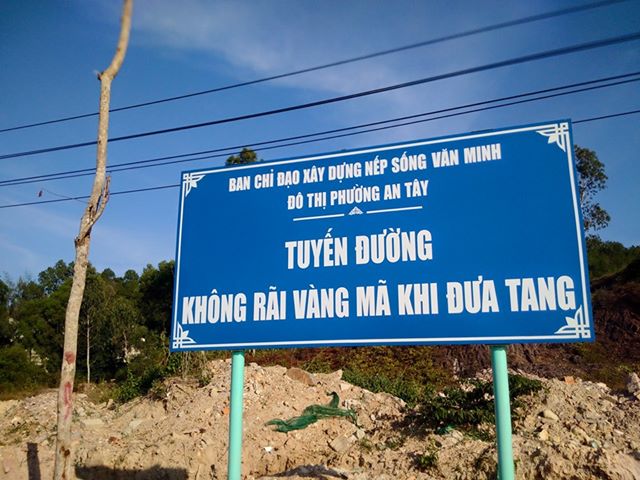 BAN CHỈ ĐẠO XÂY DỰNG NẾP SỐNG VĂN MINH
ĐÔ THỊ PHƯỜNG AN TÂY
TUYẾN ĐƯỜNG
KHÔNG RÃI VÀNG MÃ KHI ĐƯA TANG